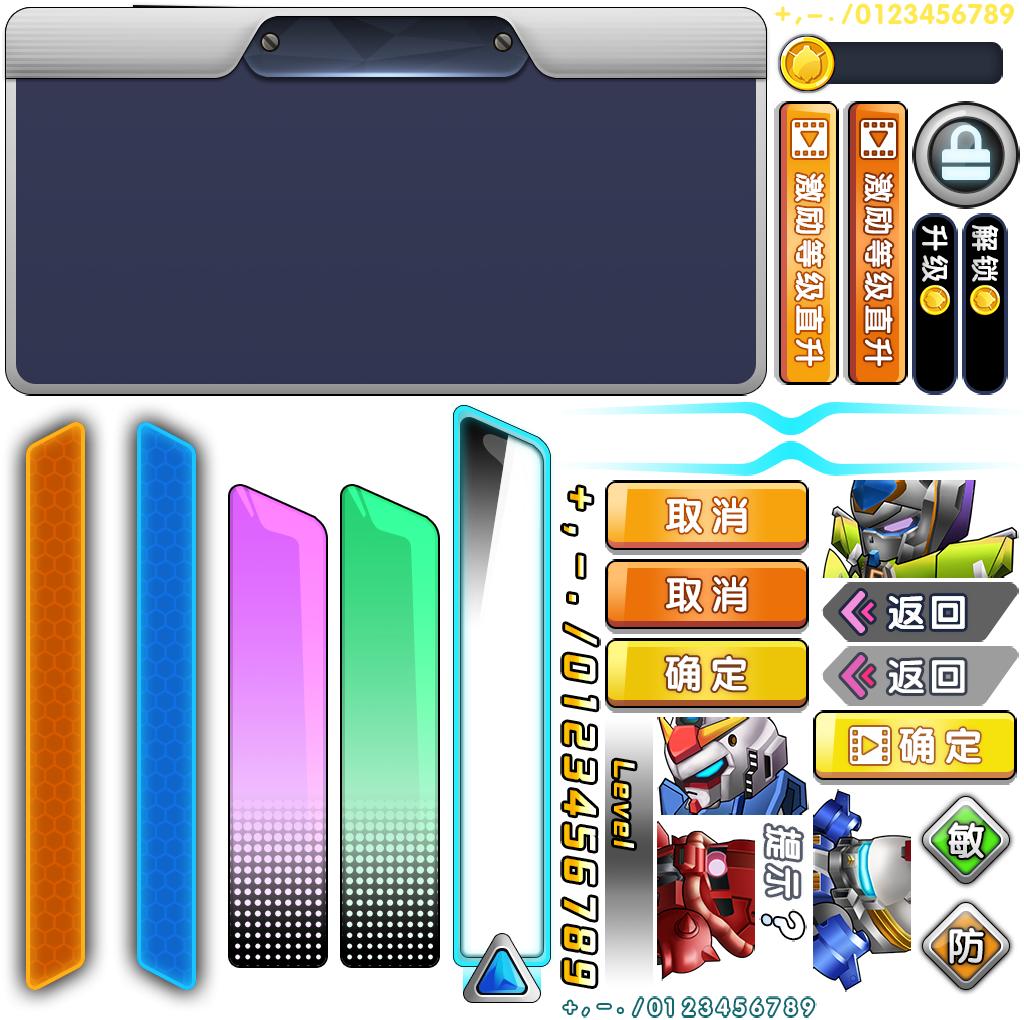 +,-./0123456789
激励等级直升
激励等级直升
升级
解锁
+,-./0123456789
取消
取消
确定
返回
返回
确定
Level
提示?
敏
防
+,-./0123456789